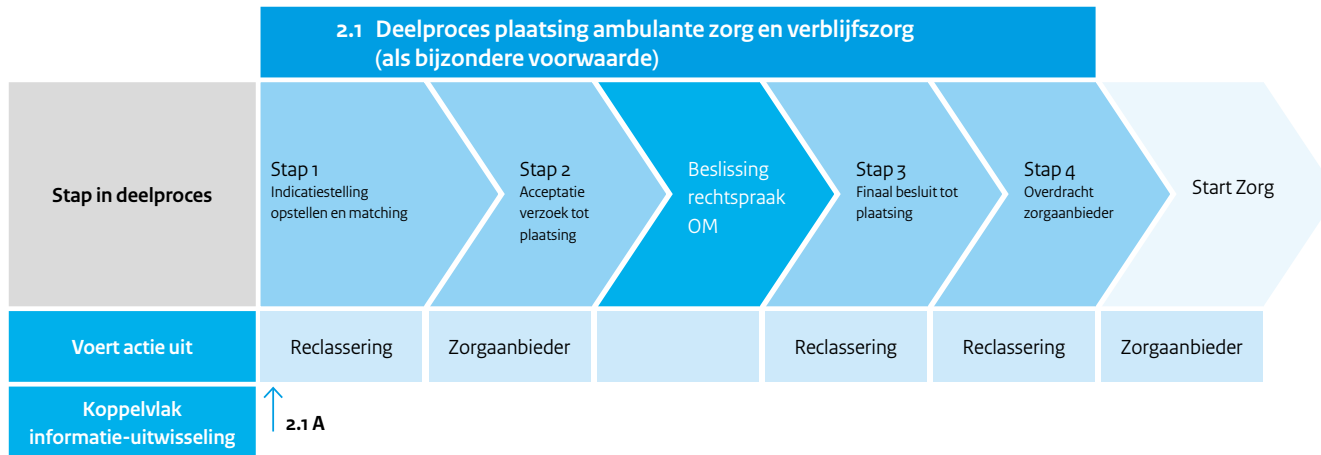 2.1 Deelproces plaatsing ambulante zorg en verblijfszorg
(als bijzondere voorwaarde)
Stap in deelproces
Stap 1
Indicatiestelling
opstellen en matching
Stap 2
Acceptatie
verzoek tot
plaatsing
Beslissing
rechtspraak
OM
Stap 3
Finaal besluit tot
plaatsing
Stap 4
Overdracht
zorgaanbieder
Start Zorg
Voert actie uit
Reclassering
Zorgaanbieder
Reclassering
Reclassering
Zorgaanbieder
Koppelvlak
informatie-uitwisseling
2.1 A